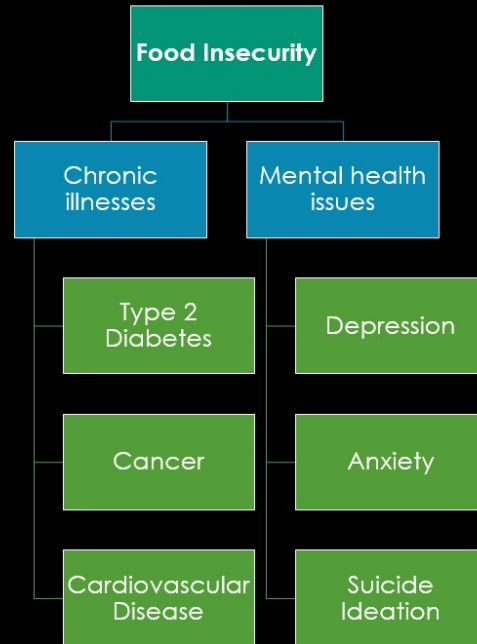 Food Insecurity
Chronic
illnesses
Mental health
issues
Type 2
Diabetes
Depression
Cancer
Anxiety
Cardiovascular
Disease
Suicide
Ideation